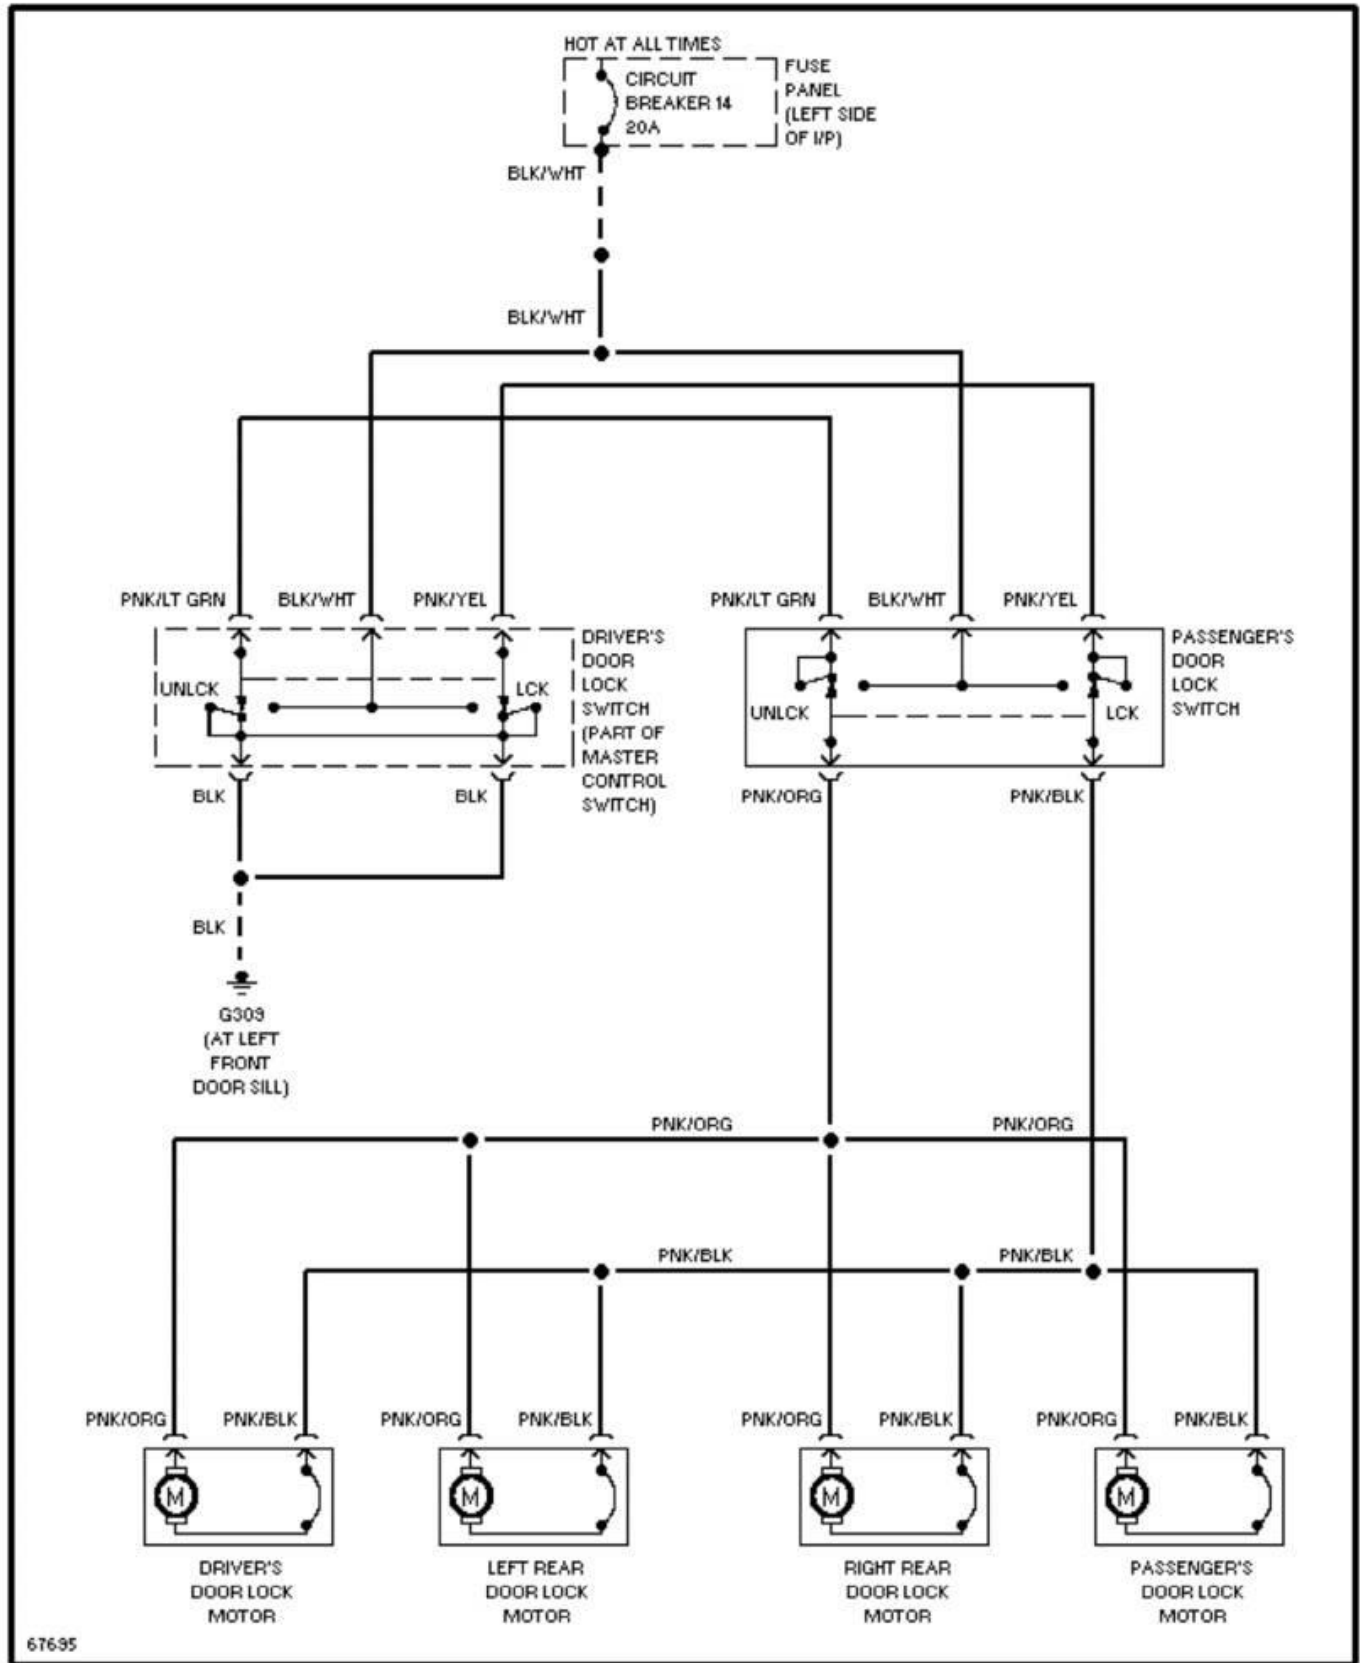 HOT AT ALL TIMES
CIRCUIT
BREAKER 14
20A
FUSE
PANEL
(LEFT SIDE
OF I/P)
BLK/WHT
BLK/WHT
PNK/LT GRN
BLK/WHT
PNK/YEL
PNK/LT GRN
BLK/WHT
PNK/YEL
UNLCK
LCK
DRIVER'S
DOOR
LOCK
SWITCH
(PART OF
MASTER
CONTROL
SWITCH)
UNLCK
LCK
PASSENGER'S
DOOR
LOCK
SWITCH
BLK
BLK
PNK/ORG
PNK/BLK
BLK
G309
(AT LEFT
FRONT
DOOR SILL)
PNK/ORG
PNK/ORG
PNK/BLK
PNK/BLK
PNK/ORG
PNK/BLK
PNK/ORG
PNK/BLK
PNK/ORG
PNK/BLK
PNK/ORG
PNK/BLK
M
M
M
M
DRIVER'S
DOOR LOCK
MOTOR
LEFT REAR
DOOR LOCK
MOTOR
RIGHT REAR
DOOR LOCK
MOTOR
PASSENGER'S
DOOR LOCK
MOTOR
67695